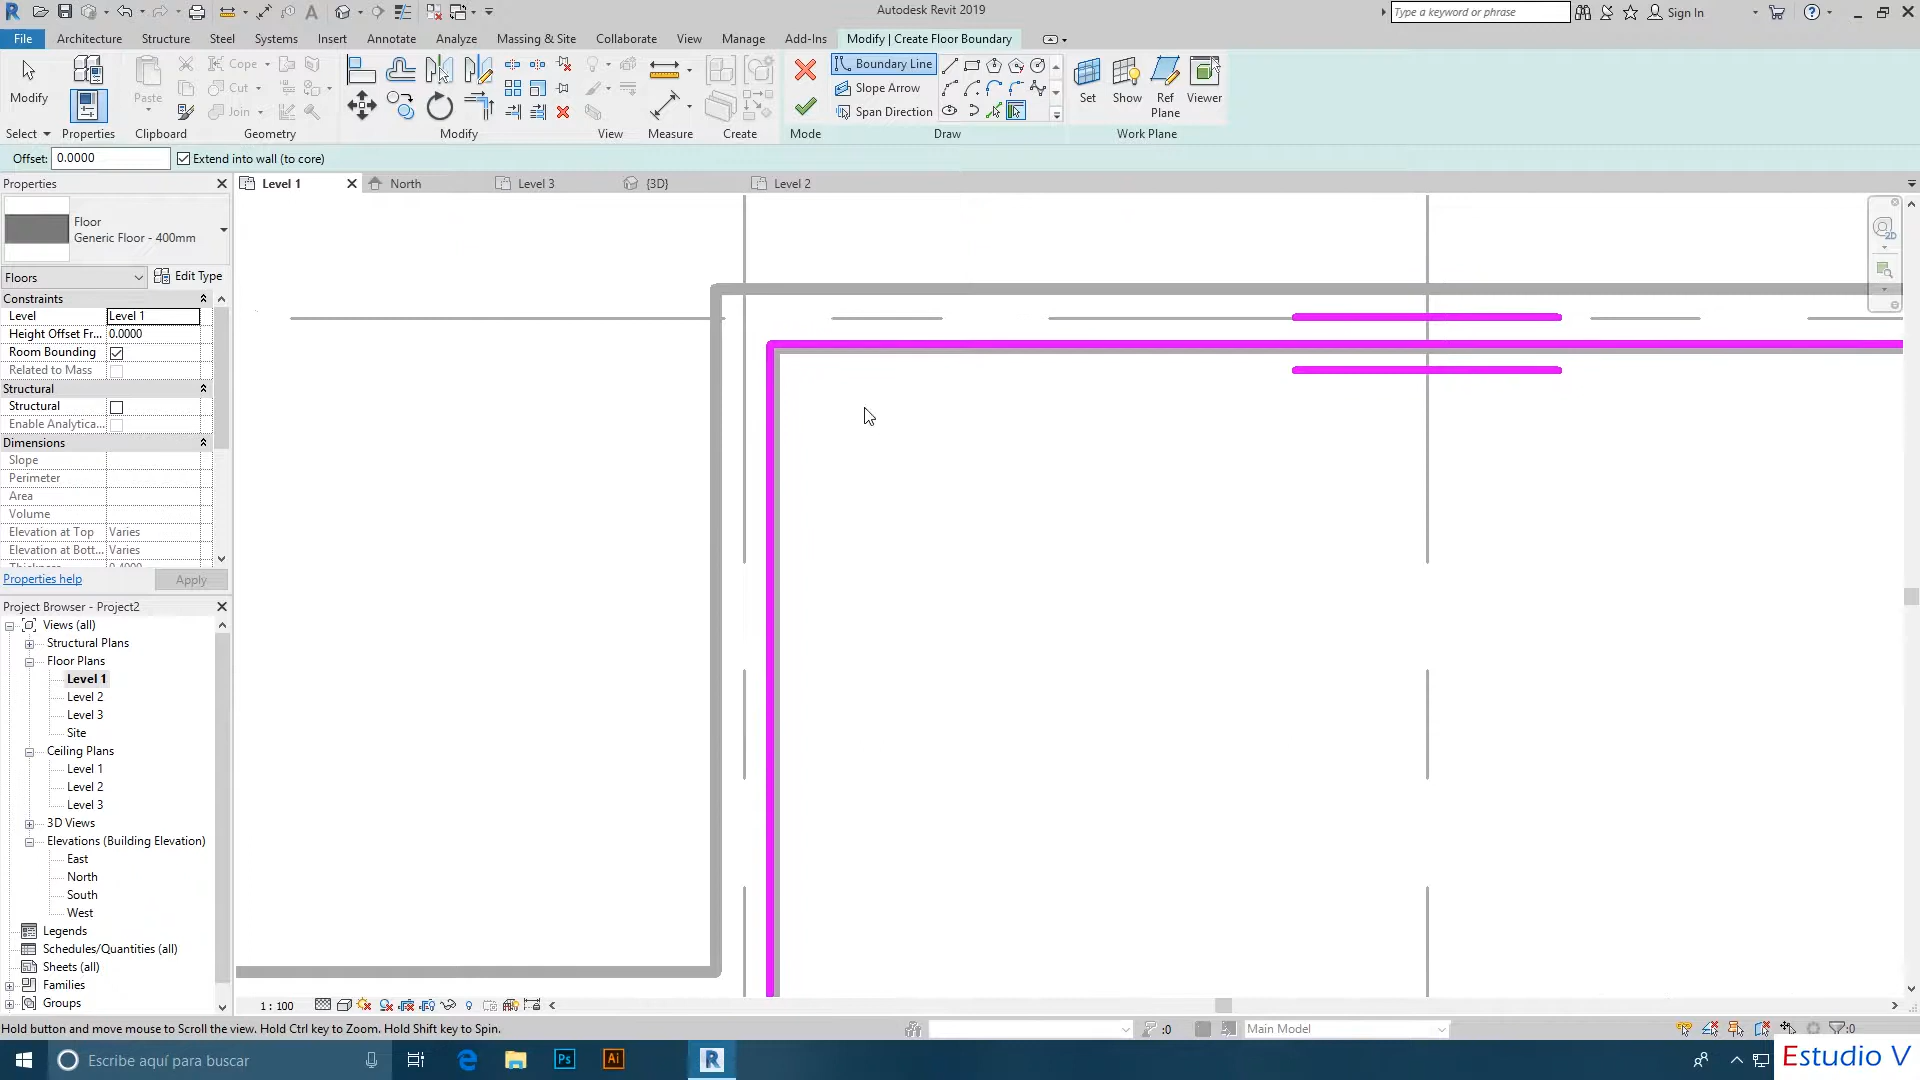 Autodesk Revit 2019
Type a keyword or phrase
Sign In
File
Architecture
Structure
Steel
Systems
Insert
Annotate
Analyze
Massing & Site
Collaborate
View
Manage
Add-Ins
Modify | Create Floor Boundary
Modify
Paste
Cope
Cut
Join
Boundary Line
Slope Arrow
Span Direction
Set
Show
Ref
Plane
Viewer
Select
Properties
Clipboard
Geometry
Modify
View
Measure
Create
Mode
Draw
Work Plane
Offset: 0.0000
Extend into wall (to core)
Properties
Level 1
North
Level 3
{3D}
Level 2
Floor
Generic Floor - 400mm
Floors
Edit Type
Constraints
Level Level 1
Height Offset Fr... 0.0000
Room Bounding
Related to Mass
Structural
Structural
Enable Analytica...
Dimensions
Slope
Perimeter
Area
Volume
Elevation at Top Varies
Elevation at Bott... Varies
Properties help
Apply
Project Browser - Project2
Views (all)
Structural Plans
Floor Plans
Level 1
Level 2
Level 3
Site
Ceiling Plans
Level 1
Level 2
Level 3
3D Views
Elevations (Building Elevation)
East
North
South
West
Legends
Schedules/Quantities (all)
Sheets (all)
Families
Groups
1 : 100
Hold button and move mouse to Scroll the view. Hold Ctrl key to Zoom. Hold Shift key to Spin.
:0
Main Model
:0
Escribe aquí para buscar
Ps
Ai
R
Estudio V